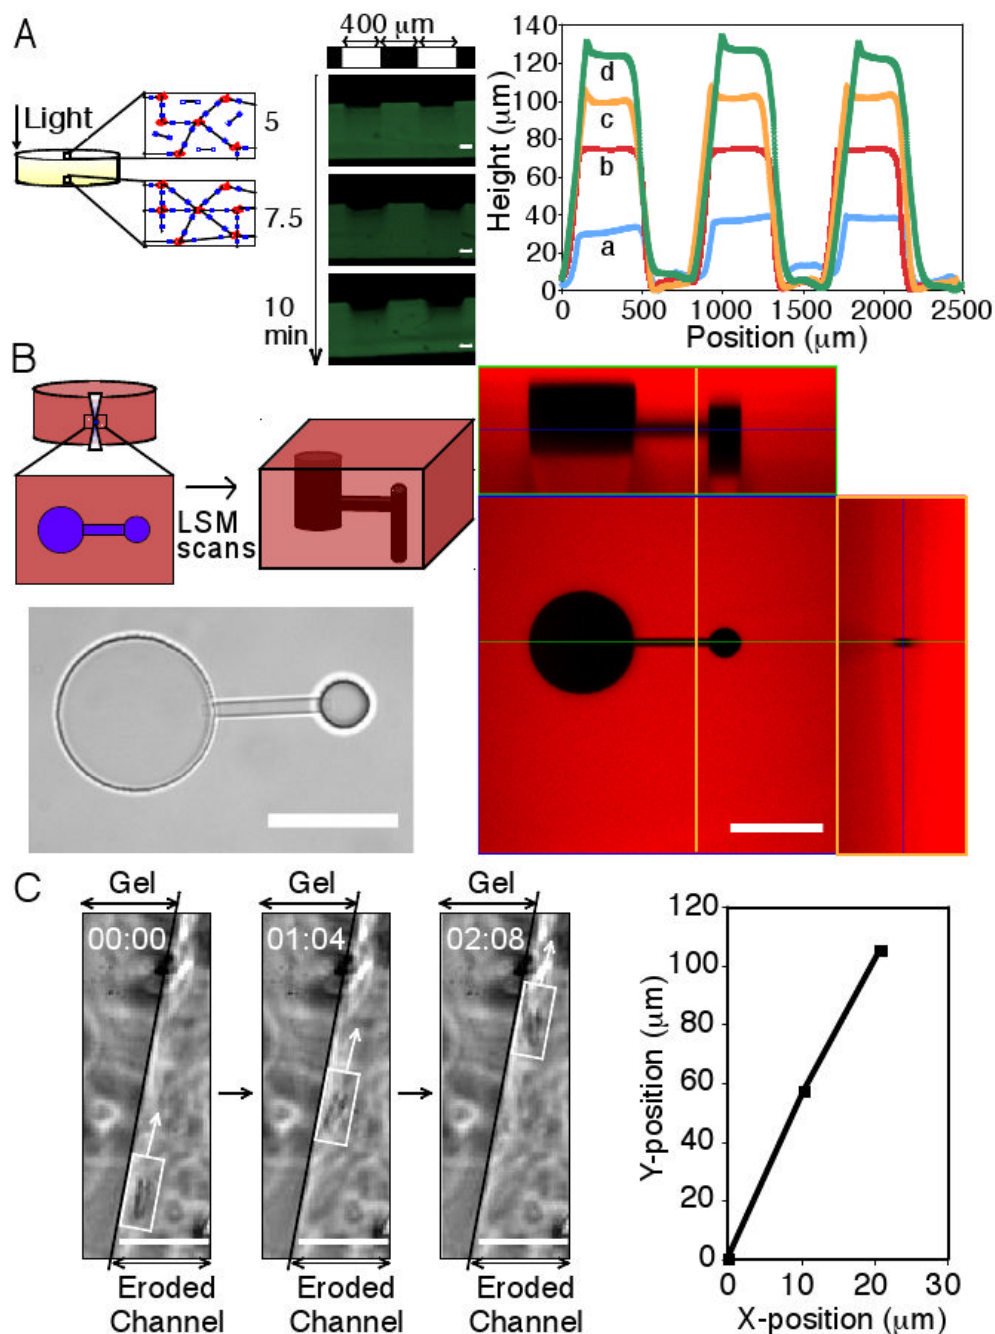 A
400 μm
Light
5
7.5
10
min
Height (μm)
140
120
100
80
60
40
20
0
d
c
b
a
0 500 1000 1500 2000 2500
Position (μm)
B
LSM
scans
C
Gel Gel Gel
00:00 01:04 02:08
Eroded Eroded Eroded
Channel Channel Channel
Y-position (μm)
120
100
80
60
40
20
0
0 10 20 30
X-position (μm)